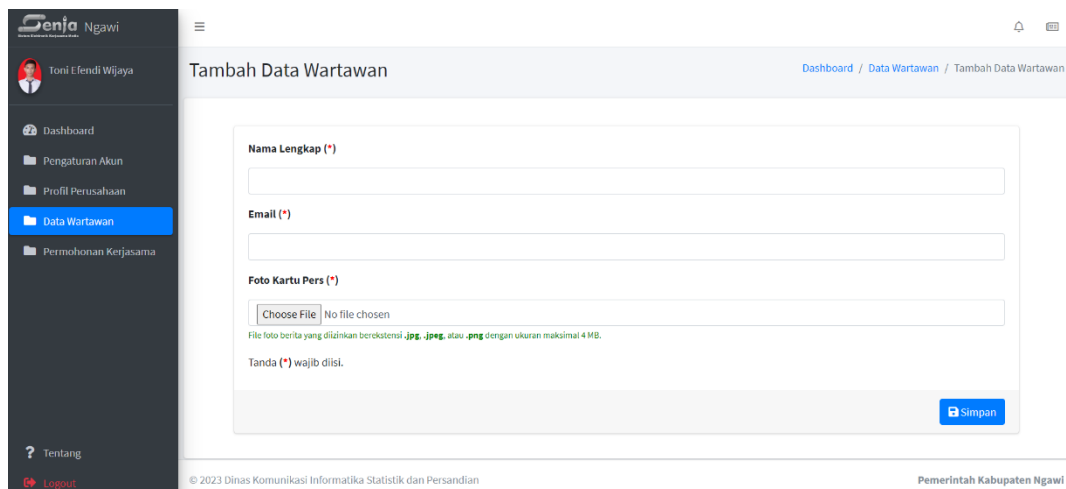 Senja Ngawi
Toni Efendi Wijaya
Dashboard
Pengaturan Akun
Profil Perusahaan
Data Wartawan
Permohonan Kerjasama
? Tentang
Logout
Tambah Data Wartawan
Dashboard / Data Wartawan / Tambah Data Wartawan
Nama Lengkap (*)
Email (*)
Foto Kartu Pers (*)
Choose File No file chosen
File foto berita yang diizinkan berekstensi .jpg, .jpeg, atau .png dengan ukuran maksimal 4 MB.
Tanda (*) wajib diisi.
Simpan
© 2023 Dinas Komunikasi Informatika Statistik dan Persandian
Pemerintah Kabupaten Ngawi